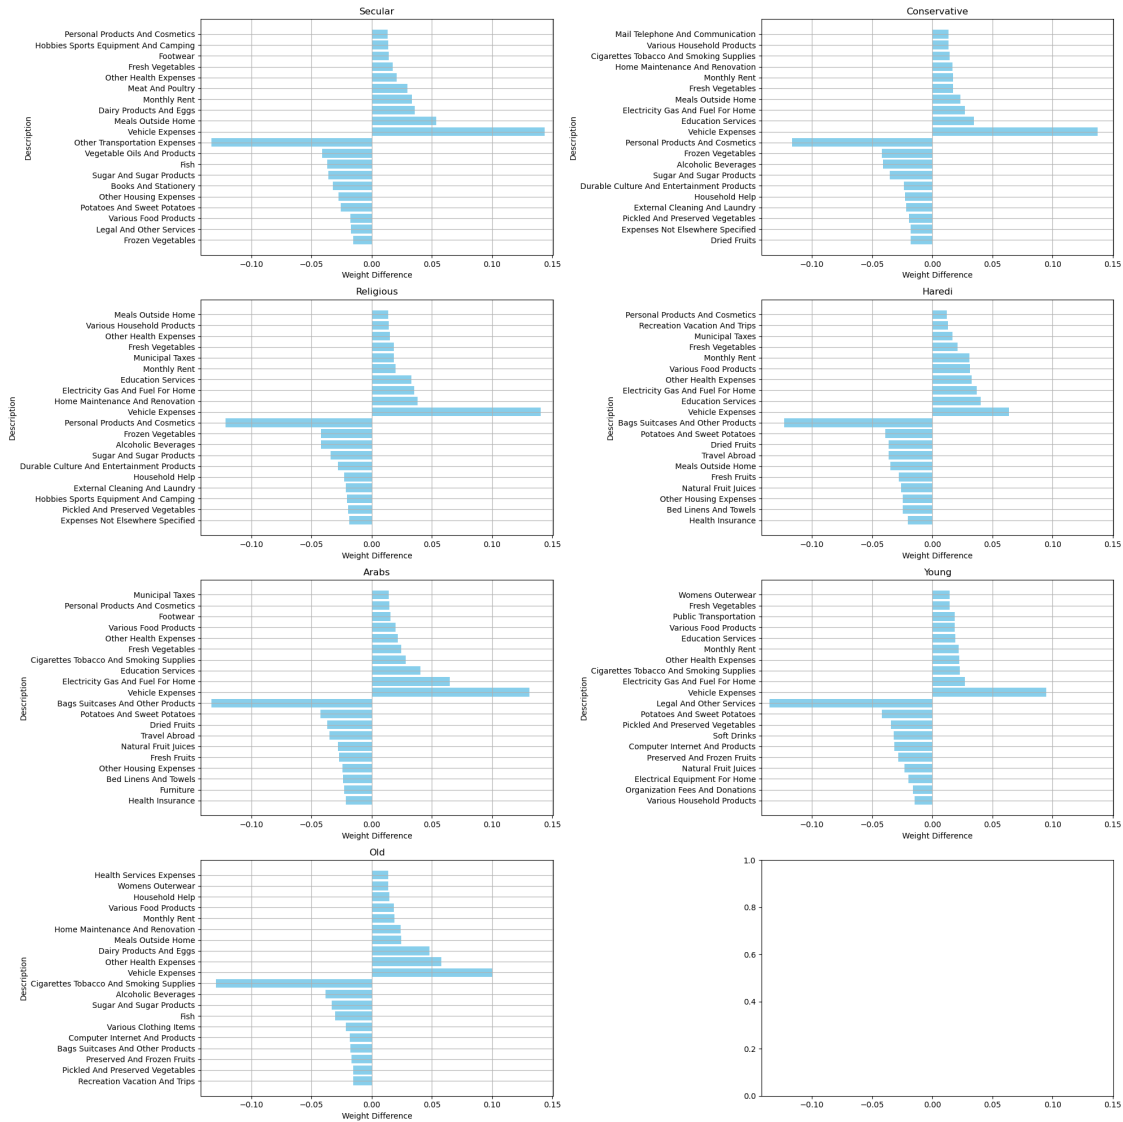 Secular
Personal Products And Cosmetics
Hobbies Sports Equipment And Camping
Footwear
Fresh Vegetables
Other Health Expenses
Meat And Poultry
Monthly Rent
Dairy Products And Eggs
Meals Outside Home
Vehicle Expenses
Other Transportation Expenses
Vegetable Oils And Products
Fish
Sugar And Sugar Products
Books And Stationery
Other Housing Expenses
Potatoes And Sweet Potatoes
Various Food Products
Legal And Other Services
Frozen Vegetables
Description
−0.10 −0.05 0.00 0.05 0.10 0.15
Weight Difference
Conservative
Mail Telephone And Communication
Various Household Products
Cigarettes Tobacco And Smoking Supplies
Home Maintenance And Renovation
Monthly Rent
Fresh Vegetables
Meals Outside Home
Electricity Gas And Fuel For Home
Education Services
Vehicle Expenses
Personal Products And Cosmetics
Frozen Vegetables
Alcoholic Beverages
Sugar And Sugar Products
Durable Culture And Entertainment Products
Household Help
External Cleaning And Laundry
Pickled And Preserved Vegetables
Expenses Not Elsewhere Specified
Dried Fruits
Description
−0.10 −0.05 0.00 0.05 0.10 0.15
Weight Difference
Religious
Meals Outside Home
Various Household Products
Other Health Expenses
Fresh Vegetables
Municipal Taxes
Monthly Rent
Education Services
Electricity Gas And Fuel For Home
Home Maintenance And Renovation
Vehicle Expenses
Personal Products And Cosmetics
Frozen Vegetables
Alcoholic Beverages
Sugar And Sugar Products
Durable Culture And Entertainment Products
Household Help
External Cleaning And Laundry
Hobbies Sports Equipment And Camping
Pickled And Preserved Vegetables
Expenses Not Elsewhere Specified
Description
−0.10 −0.05 0.00 0.05 0.10 0.15
Weight Difference
Haredi
Personal Products And Cosmetics
Recreation Vacation And Trips
Municipal Taxes
Fresh Vegetables
Monthly Rent
Various Food Products
Other Health Expenses
Electricity Gas And Fuel For Home
Education Services
Vehicle Expenses
Bags Suitcases And Other Products
Potatoes And Sweet Potatoes
Dried Fruits
Travel Abroad
Meals Outside Home
Fresh Fruits
Natural Fruit Juices
Other Housing Expenses
Bed Linens And Towels
Health Insurance
Description
−0.10 −0.05 0.00 0.05 0.10 0.15
Weight Difference
Arabs
Municipal Taxes
Personal Products And Cosmetics
Footwear
Various Food Products
Other Health Expenses
Fresh Vegetables
Cigarettes Tobacco And Smoking Supplies
Education Services
Electricity Gas And Fuel For Home
Vehicle Expenses
Bags Suitcases And Other Products
Potatoes And Sweet Potatoes
Dried Fruits
Travel Abroad
Natural Fruit Juices
Fresh Fruits
Other Housing Expenses
Bed Linens And Towels
Furniture
Health Insurance
Description
−0.10 −0.05 0.00 0.05 0.10 0.15
Weight Difference
Young
Womens Outerwear
Fresh Vegetables
Public Transportation
Various Food Products
Education Services
Monthly Rent
Other Health Expenses
Cigarettes Tobacco And Smoking Supplies
Electricity Gas And Fuel For Home
Vehicle Expenses
Legal And Other Services
Potatoes And Sweet Potatoes
Pickled And Preserved Vegetables
Soft Drinks
Computer Internet And Products
Preserved And Frozen Fruits
Natural Fruit Juices
Electrical Equipment For Home
Organization Fees And Donations
Various Household Products
Description
−0.10 −0.05 0.00 0.05 0.10 0.15
Weight Difference
Old
Health Services Expenses
Womens Outerwear
Household Help
Various Food Products
Monthly Rent
Home Maintenance And Renovation
Meals Outside Home
Dairy Products And Eggs
Other Health Expenses
Vehicle Expenses
Cigarettes Tobacco And Smoking Supplies
Alcoholic Beverages
Sugar And Sugar Products
Fish
Various Clothing Items
Computer Internet And Products
Bags Suitcases And Other Products
Preserved And Frozen Fruits
Pickled And Preserved Vegetables
Recreation Vacation And Trips
Description
−0.10 −0.05 0.00 0.05 0.10 0.15
Weight Difference
1.0
0.8
0.6
0.4
0.2
0.0
−0.10 −0.05 0.00 0.05 0.10 0.15